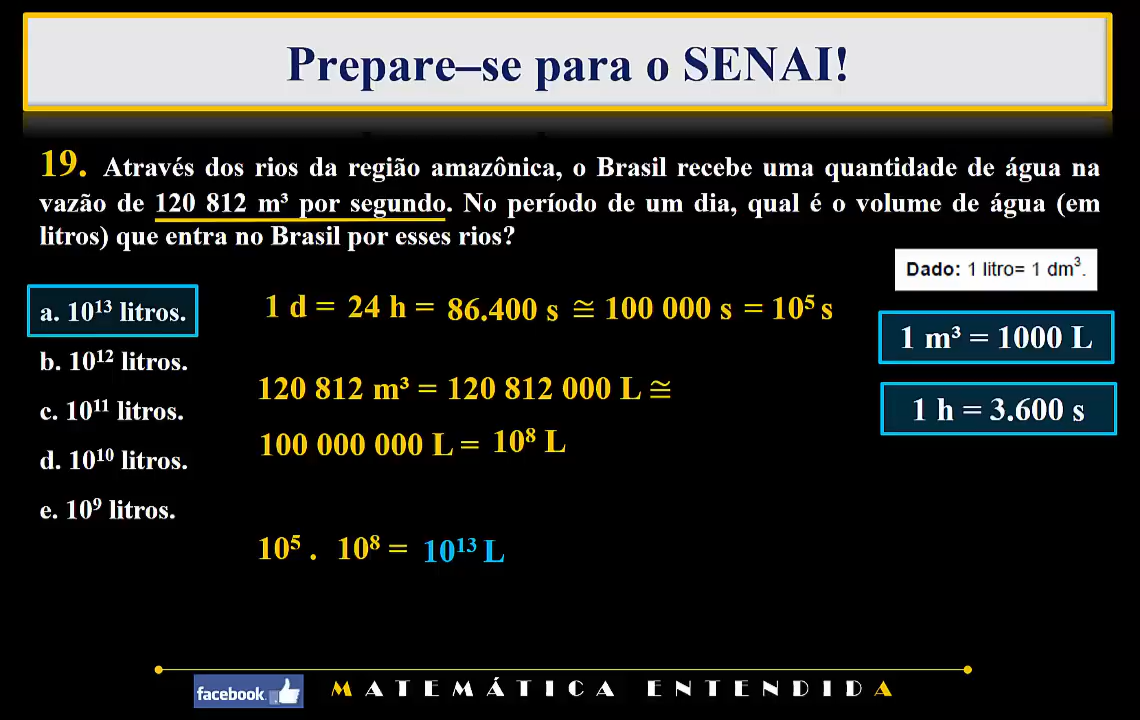 Prepare–se para o SENAI!
19. Através dos rios da região amazônica, o Brasil recebe uma quantidade de água na
vazão de 120 812 m³ por segundo. No período de um dia, qual é o volume de água (em
litros) que entra no Brasil por esses rios?
Dado: 1 litro= 1 dm³.
a. 10¹³ litros.
1 d = 24 h = 86.400 s ≅ 100 000 s = 10⁵ s
1 m³ = 1000 L
b. 10¹² litros.
120 812 m³ = 120 812 000 L ≅
1 h = 3.600 s
c. 10¹¹ litros.
100 000 000 L = 10⁸ L
d. 10¹⁰ litros.
e. 10⁹ litros.
10⁵ . 10⁸ = 10¹³ L
facebook. MATEMÁTICA ENTENDIDA